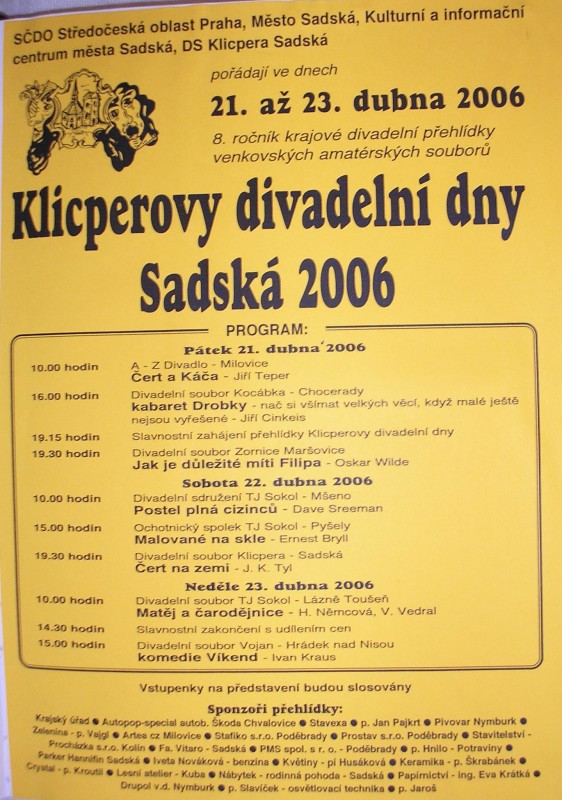 SČDO Středočeská oblast Praha, Město Sadská, Kulturní a informační
centrum města Sadská, DS Klicpera Sadská
pořádají ve dnech
21. až 23. dubna 2006
8. ročník krajové divadelní přehlídky
venkovských amatérských souborů
Klicperovy divadelní dny
Sadská 2006
PROGRAM:
Pátek 21. dubna 2006
10.00 hodin A - Z Divadlo - Milovice
Čert a Káča - Jiří Teper
16.00 hodin Divadelní soubor Kocábka - Chocerady
kabaret Drobky - nač si všímat velkých věcí, když malé ještě
nejsou vyřešené - Jiří Cinkeis
19.15 hodin Slavnostní zahájení přehlídky Klicperovy divadelní dny
19.30 hodin Divadelní soubor Zornice Maršovice
Jak je důležité míti Filipa - Oskar Wilde
Sobota 22. dubna 2006
10.00 hodin Divadelní sdružení TJ Sokol - Mšeno
Postel plná cizinců - Dave Sreeman
15.00 hodin Ochotnický spolek TJ Sokol - Pyšely
Malované na skle - Ernest Bryll
19.30 hodin Divadelní soubor Klicpera - Sadská
Čert na zemi - J. K. Tyl
Neděle 23. dubna 2006
10.00 hodin Divadelní soubor TJ Sokol - Lázně Toušeň
Matěj a čarodějnice - H. Němcová, V. Vedral
14.30 hodin Slavnostní zakončení s udílením cen
15.00 hodin Divadelní soubor Vojan - Hrádek nad Nisou
komedie Víkend - Ivan Kraus
Vstupenky na představení budou slosovány
Sponzoři přehlídky:
Krajský úřad ● Autopop-special autob. Škoda Chvalovice ● Stavexa ● p. Jan Pajkrt ● Pivovar Nymburk ●
Zelenina - p. Vajgl ● Artea cz Milovice ● Stafiko s.r.o. Poděbrady ● Prostav s.r.o. Poděbrady ● Stavitelství -
Procházka s.r.o. Kolín ● Fa. Vitaro - Sadská ● PMS spol. s r. o. - Poděbrady ● p. Hnilo - Potraviny ●
Parker Hannifin Sadská ● Iveta Nováková - benzina ● Květiny - pí Husáková ● Keramika - p. Škrabánek ●
Crystal - p. Kroutil ● Lesní atelier - Kuba ● Nábytek - rodinná pohoda - Sadská ● Papírnictví - ing. Eva Krátká ●
Drupol v.d. Nymburk ● p. Slavíček - osvětlovací technika ● p. Jaroš